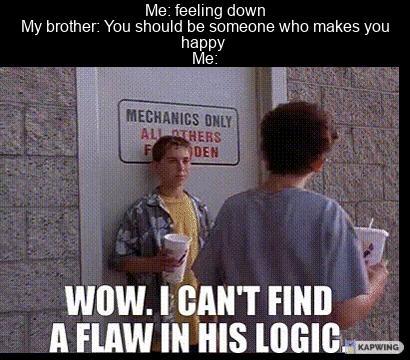 Me: feeling down
My brother: You should be someone who makes you
happy
Me:
MECHANICS ONLY
ALL OTHERS
DEN
WOW. I CAN'T FIND
A FLAW IN HIS LOGIC.
KAPWING